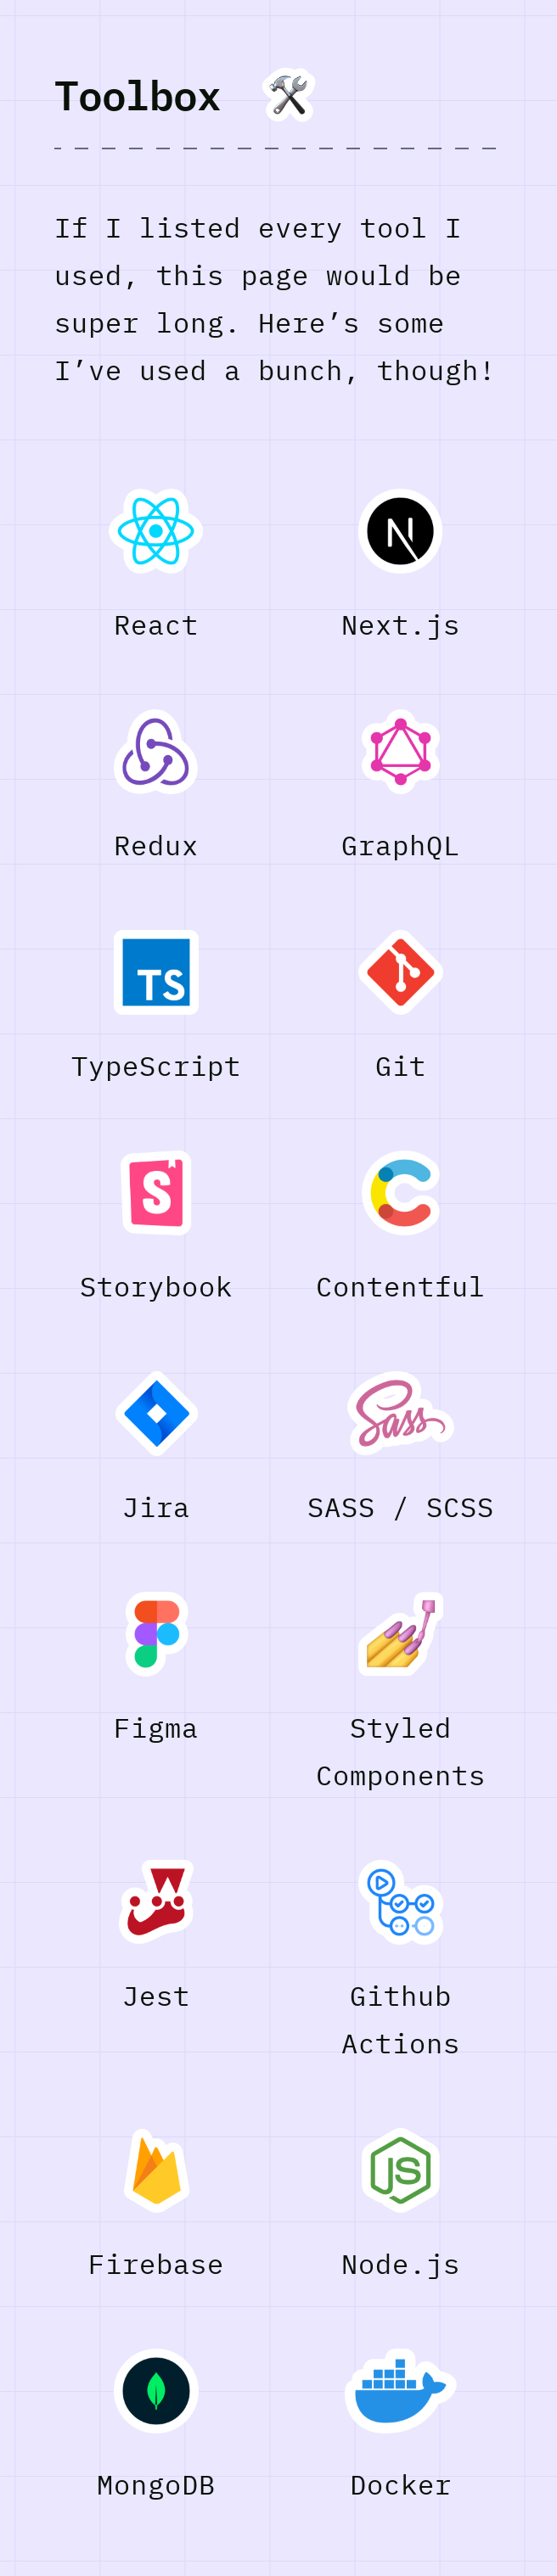 Toolbox
If I listed every tool I
used, this page would be
super long. Here’s some
I’ve used a bunch, though!
N
React
Next.js
Redux
GraphQL
TS
TypeScript
Git
S
C
Storybook
Contentful
Sass
Jira
SASS / SCSS
Figma
Styled
Components
Jest
Github
Actions
JS
Firebase
Node.js
MongoDB
Docker